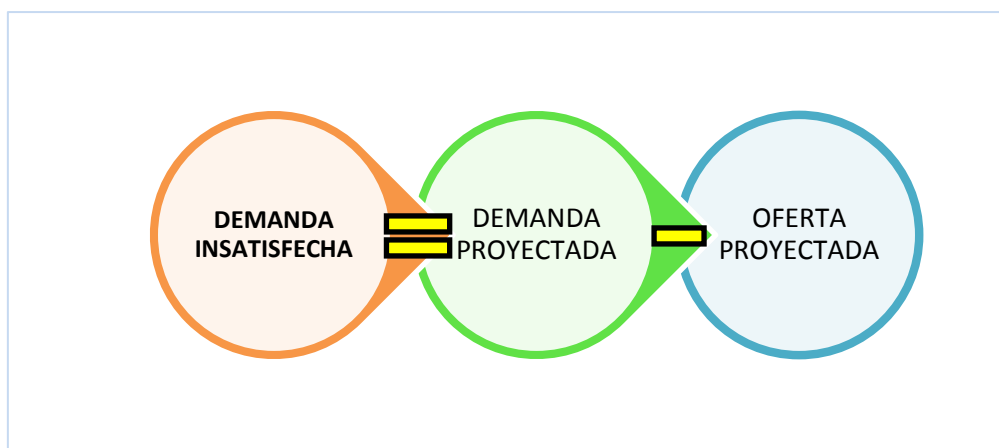 DEMANDA
INSATISFECHA
DEMANDA
PROYECTADA
OFERTA
PROYECTADA